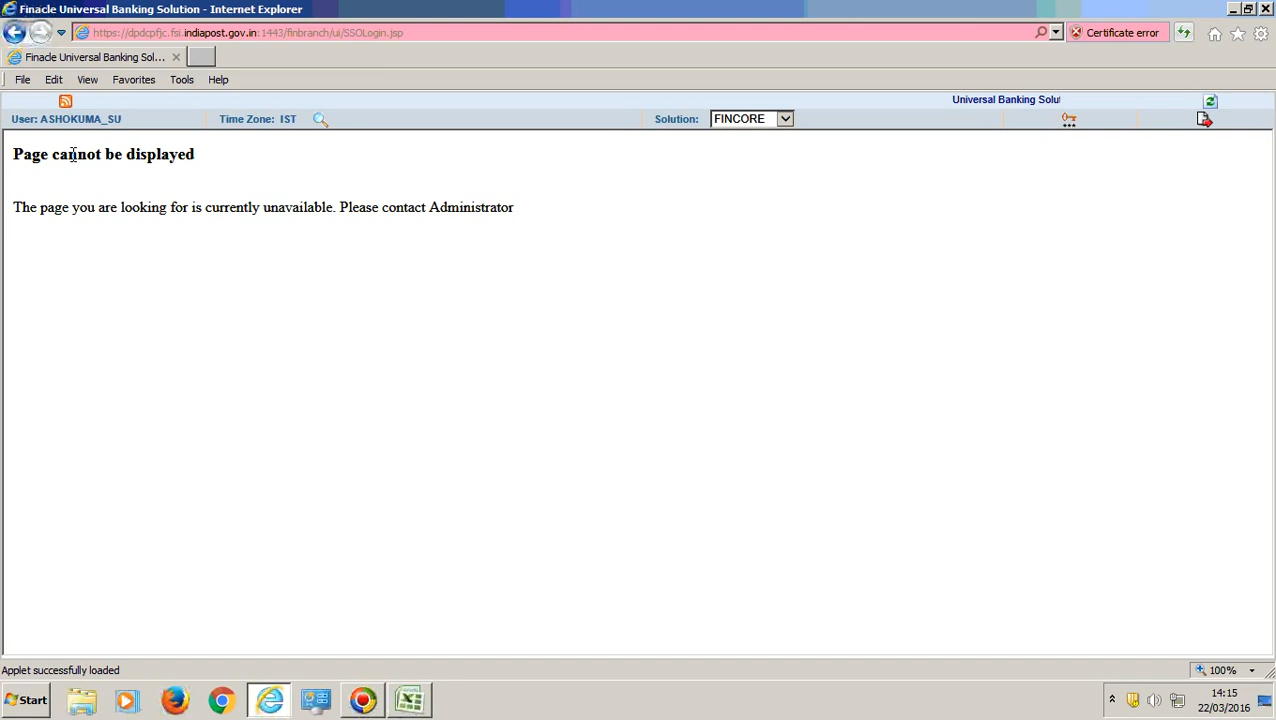 Finacle Universal Banking Solution - Internet Explorer
https://dpdcpfjc.fsi.indiapost.gov.in:1443/finbranch/ui/SSOLogin.jsp
Certificate error
Finacle Universal Banking Sol...
File Edit View Favorites Tools Help
Universal Banking Solut
User: ASHOKUMA_SU Time Zone: IST Solution: FINCORE
Page cannot be displayed
The page you are looking for is currently unavailable. Please contact Administrator
Applet successfully loaded
100%
Start
14:15
22/03/2016